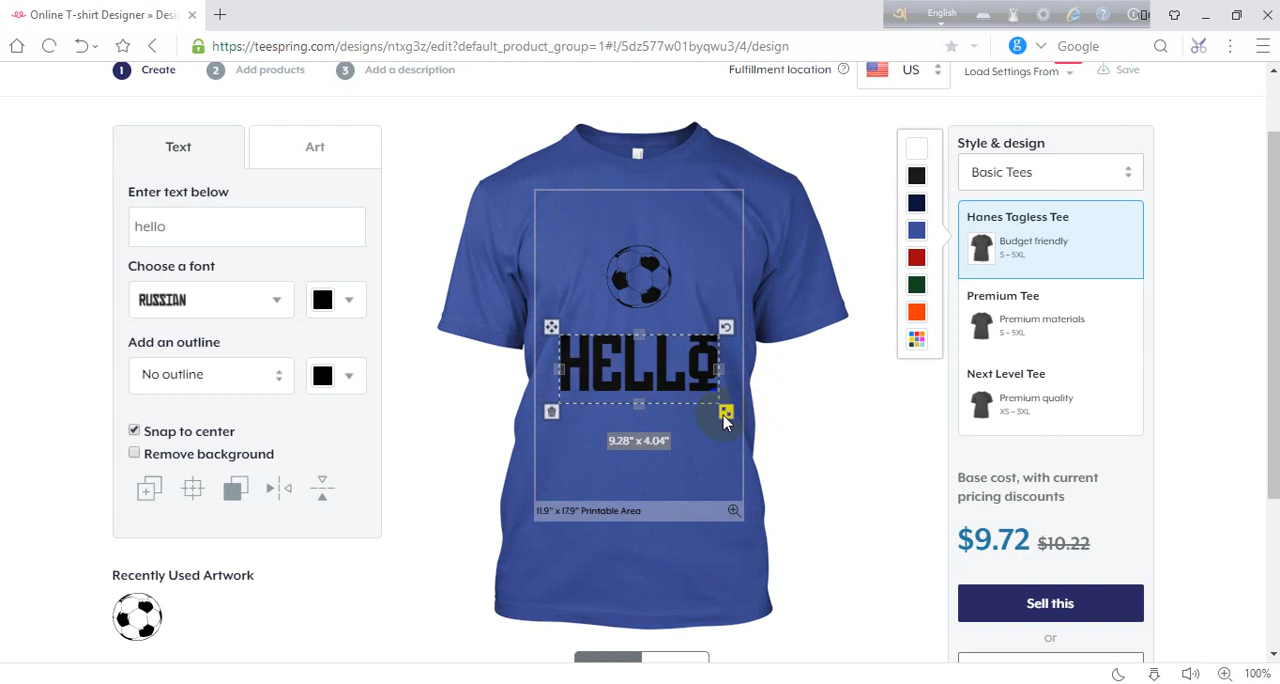 Online T-shirt Designer » Desi
English
https://teespring.com/designs/ntxg3z/edit?default_product_group=1#!/5dz577w01byqwu3/4/design
Google
1 Create 2 Add products 3 Add a description
Fulfillment location
US
Load Settings From
Save
Text
Art
Enter text below
hello
Choose a font
RUSSIAN
Add an outline
No outline
Snap to center
Remove background
Recently Used Artwork
HELLO
9.28" x 4.04"
11.9" x 17.9" Printable Area
Style & design
Basic Tees
Hanes Tagless Tee
Budget friendly
S – 5XL
Premium Tee
Premium materials
S – 5XL
Next Level Tee
Premium quality
XS – 3XL
Base cost, with current
pricing discounts
$9.72 $10.22
Sell this
or
100%